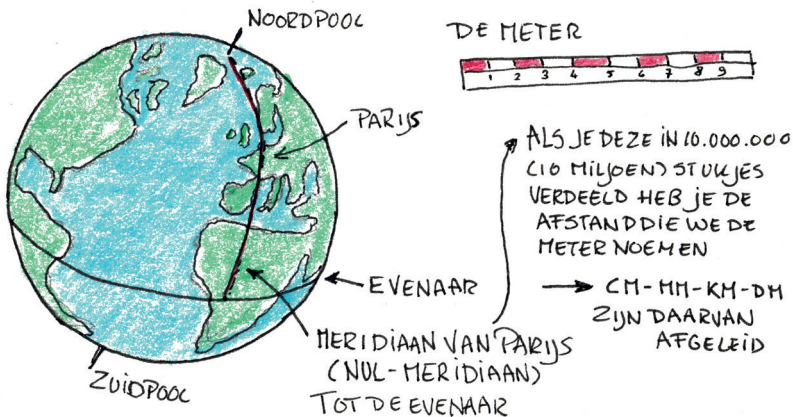 NOORDPOOL
DE METER
1 2 3 4 5 6 7 8 9
PARIJS
ALS JE DEZE IN 10.000.000
(10 MILJOEN) STUKJES
VERDEELD HEB JE DE
AFSTAND DIE WE DE
METER NOEMEN
EVENAAR
CM-MM-KM-DM
ZIJN DAARVAN
AFGELEID
MERIDIAAN VAN PARIJS
(NUL-MERIDIAAN)
TOT DE EVENAAR
ZUIDPOOL